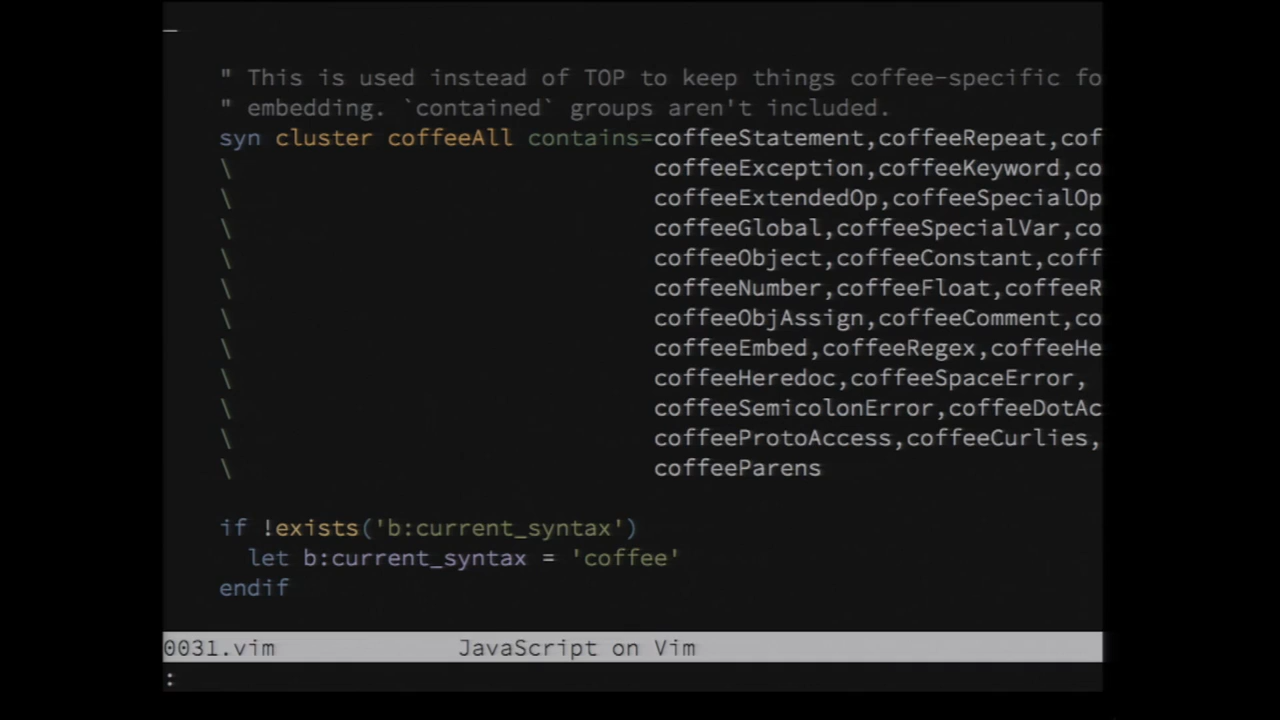 " This is used instead of TOP to keep things coffee-specific fo
" embedding. `contained` groups aren't included.
syn cluster coffeeAll contains=coffeeStatement,coffeeRepeat,cof
\ coffeeException,coffeeKeyword,co
\ coffeeExtendedOp,coffeeSpecialOp
\ coffeeGlobal,coffeeSpecialVar,co
\ coffeeObject,coffeeConstant,coff
\ coffeeNumber,coffeeFloat,coffeeR
\ coffeeObjAssign,coffeeComment,co
\ coffeeEmbed,coffeeRegex,coffeeHe
\ coffeeHeredoc,coffeeSpaceError,
\ coffeeSemicolonError,coffeeDotAc
\ coffeeProtoAccess,coffeeCurlies,
\ coffeeParens
if !exists('b:current_syntax')
let b:current_syntax = 'coffee'
endif
0031.vim JavaScript on Vim
: